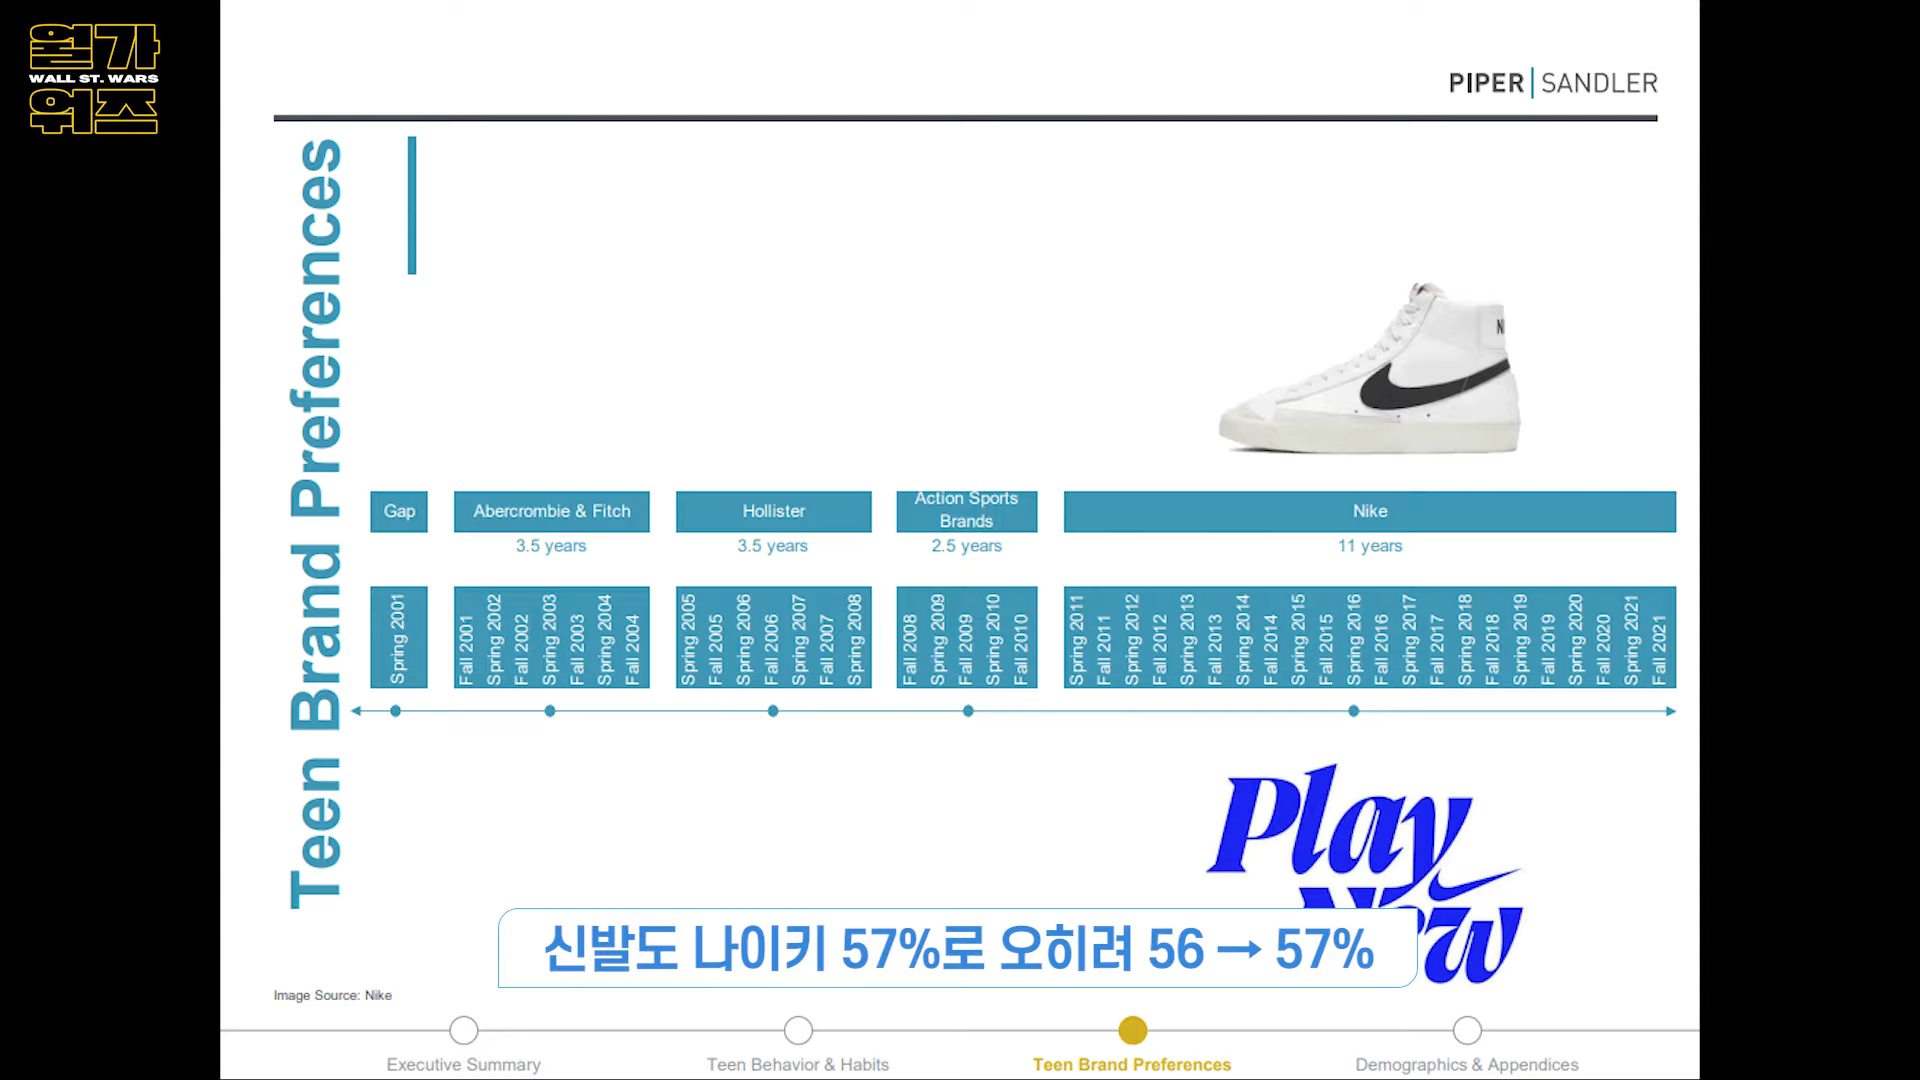 월가
WALL ST. WARS
워즈
PIPER SANDLER
Teen Brand Preferences
Gap
Abercrombie & Fitch
Hollister
Action Sports
Brands
Nike
3.5 years
3.5 years
2.5 years
11 years
Spring 2001
Fall 2001
Spring 2002
Fall 2002
Spring 2003
Fall 2003
Spring 2004
Fall 2004
Spring 2005
Fall 2005
Spring 2006
Fall 2006
Spring 2007
Fall 2007
Spring 2008
Fall 2008
Spring 2009
Fall 2009
Spring 2010
Fall 2010
Spring 2011
Fall 2011
Spring 2012
Fall 2012
Spring 2013
Fall 2013
Spring 2014
Fall 2014
Spring 2015
Fall 2015
Spring 2016
Fall 2016
Spring 2017
Fall 2017
Spring 2018
Fall 2018
Spring 2019
Fall 2019
Spring 2020
Fall 2020
Spring 2021
Fall 2021
Play
신발도 나이키 57%로 오히려 56 → 57%
Image Source: Nike
Executive Summary
Teen Behavior & Habits
Teen Brand Preferences
Demographics & Appendices